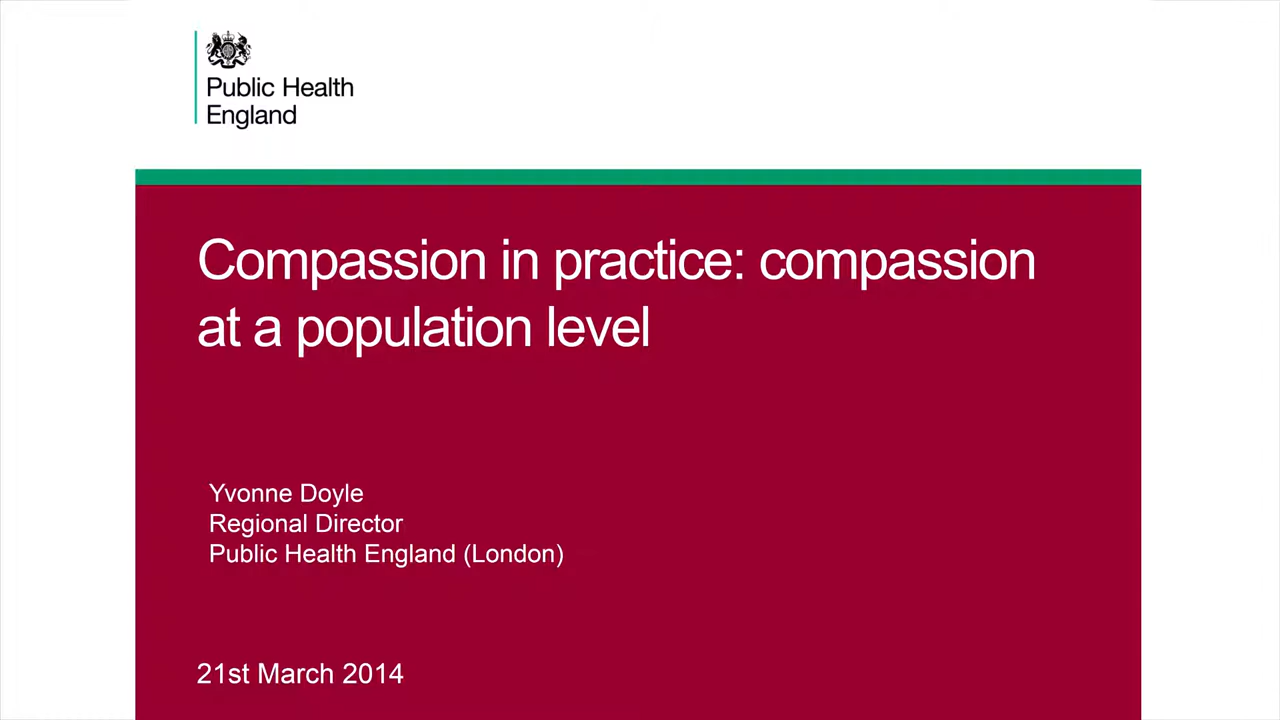 Public Health
England
Compassion in practice: compassion
at a population level
Yvonne Doyle
Regional Director
Public Health England (London)
21st March 2014